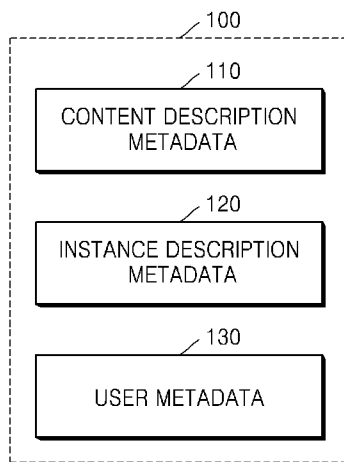 100
110
CONTENT DESCRIPTION
METADATA
120
INSTANCE DESCRIPTION
METADATA
130
USER METADATA